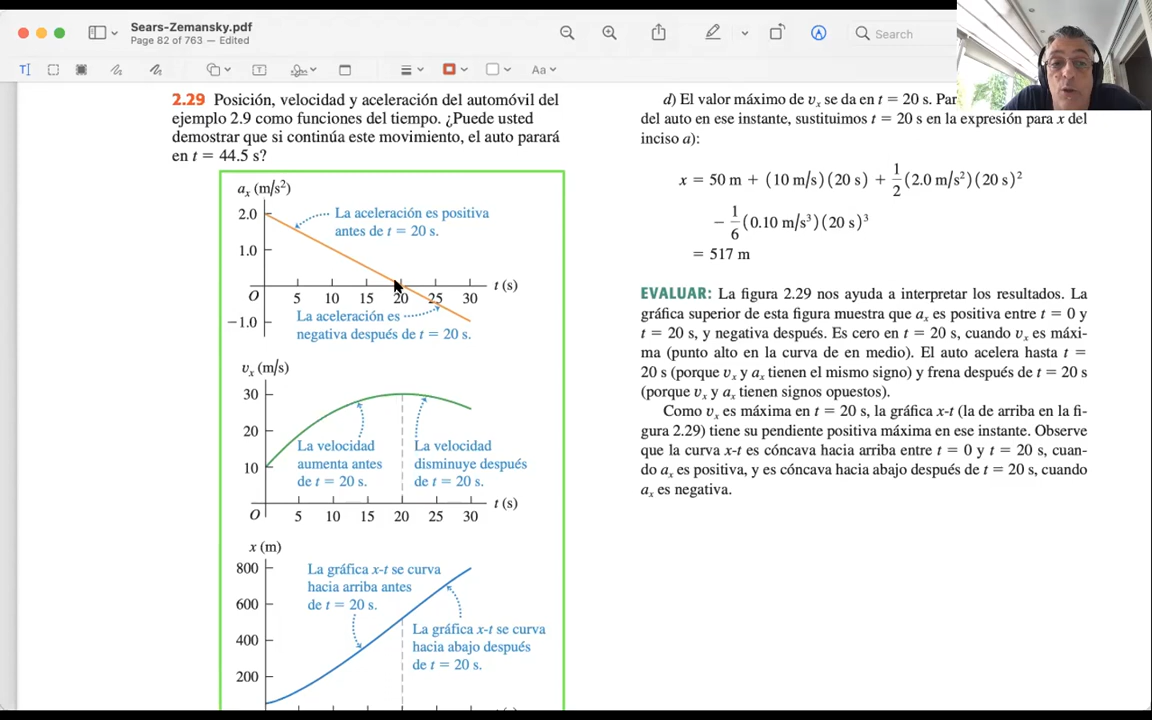 Sears-Zemansky.pdf
Page 82 of 763 — Edited
Search
Aa
2.29 Posición, velocidad y aceleración del automóvil del
ejemplo 2.9 como funciones del tiempo. ¿Puede usted
demostrar que si continúa este movimiento, el auto parará
en t = 44.5 s?
aₓ (m/s²)
2.0
La aceleración es positiva
antes de t = 20 s.
1.0
O
5 10 15 20 25 30
t (s)
−1.0
La aceleración es
negativa después de t = 20 s.
υₓ (m/s)
30
20
10
La velocidad
aumenta antes
de t = 20 s.
La velocidad
disminuye después
de t = 20 s.
t (s)
O
5 10 15 20 25 30
x (m)
800
600
400
200
La gráfica x-t se curva
hacia arriba antes
de t = 20 s.
La gráfica x-t se curva
hacia abajo después
de t = 20 s.
d) El valor máximo de υₓ se da en t = 20 s. Par
del auto en ese instante, sustituimos t = 20 s en la expresión para x del
inciso a):
x = 50 m + (10 m/s)(20 s) + 1/2 (2.0 m/s²)(20 s)²
− 1/6 (0.10 m/s³)(20 s)³
= 517 m
EVALUAR: La figura 2.29 nos ayuda a interpretar los resultados. La
gráfica superior de esta figura muestra que aₓ es positiva entre t = 0 y
t = 20 s, y negativa después. Es cero en t = 20 s, cuando υₓ es máxi-
ma (punto alto en la curva de en medio). El auto acelera hasta t =
20 s (porque υₓ y aₓ tienen el mismo signo) y frena después de t = 20 s
(porque υₓ y aₓ tienen signos opuestos).
Como υₓ es máxima en t = 20 s, la gráfica x-t (la de arriba en la fi-
gura 2.29) tiene su pendiente positiva máxima en ese instante. Observe
que la curva x-t es cóncava hacia arriba entre t = 0 y t = 20 s, cuan-
do aₓ es positiva, y es cóncava hacia abajo después de t = 20 s, cuando
aₓ es negativa.